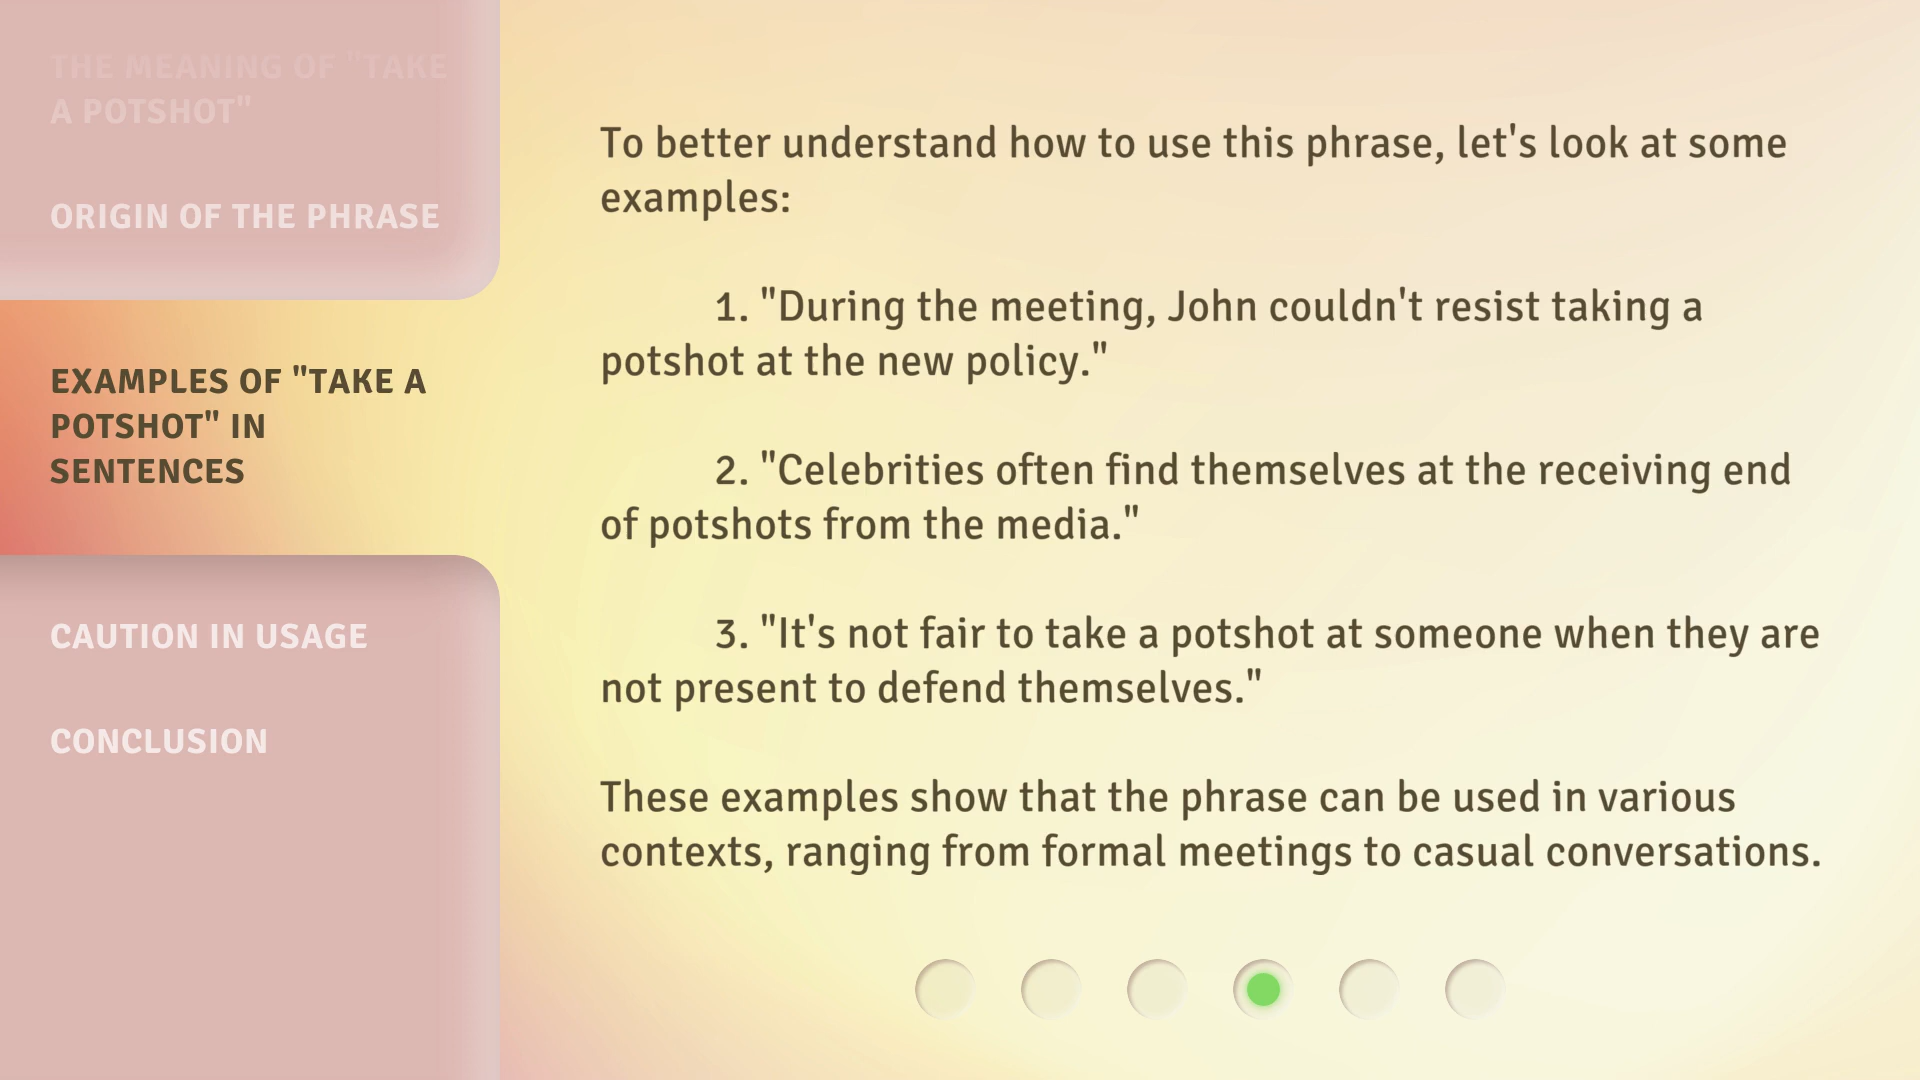 THE MEANING OF "TAKE
A POTSHOT"
ORIGIN OF THE PHRASE
EXAMPLES OF "TAKE A
POTSHOT" IN
SENTENCES
CAUTION IN USAGE
CONCLUSION
To better understand how to use this phrase, let's look at some
examples:
1. "During the meeting, John couldn't resist taking a
potshot at the new policy."
2. "Celebrities often find themselves at the receiving end
of potshots from the media."
3. "It's not fair to take a potshot at someone when they are
not present to defend themselves."
These examples show that the phrase can be used in various
contexts, ranging from formal meetings to casual conversations.